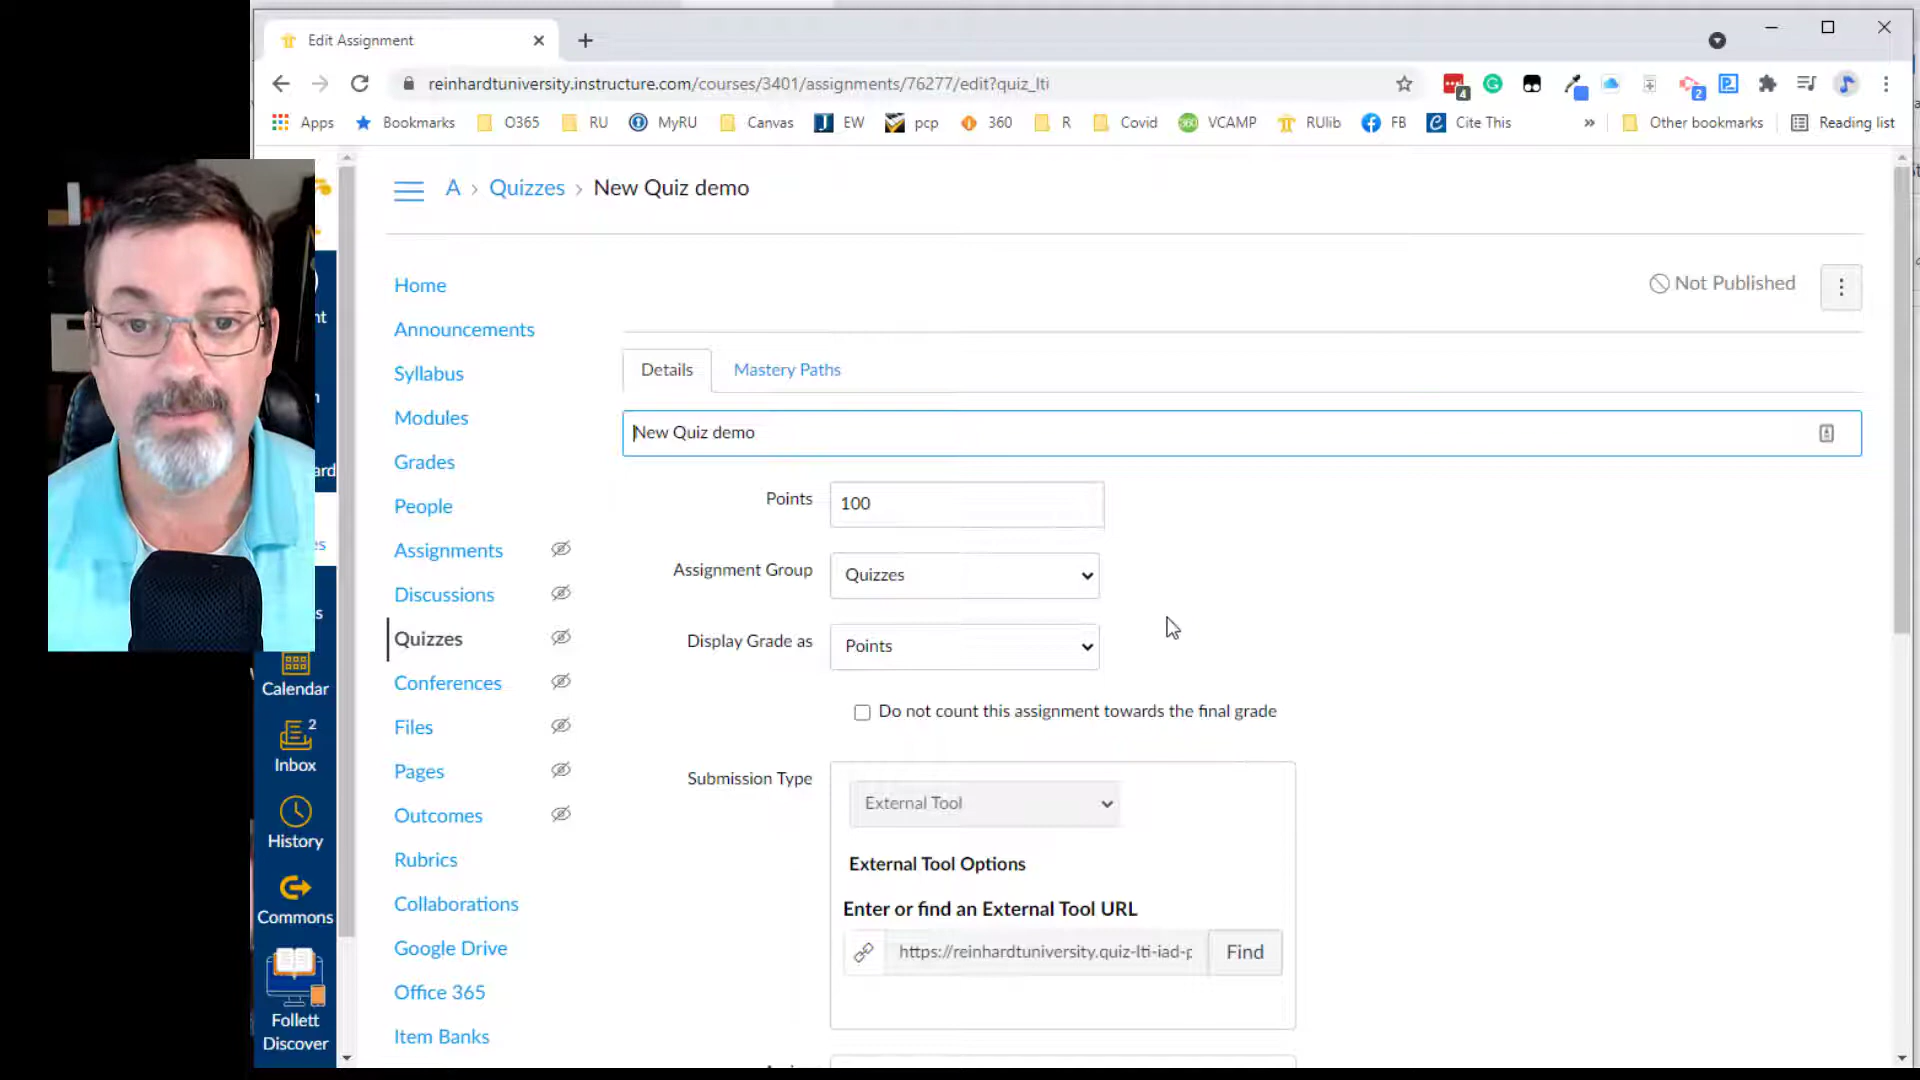 Edit Assignment
reinhardtuniversity.instructure.com/courses/3401/assignments/76277/edit?quiz_lti
4
2
Apps Bookmarks O365 RU MyRU Canvas EW pcp 360 R Covid VCAMP RUlib FB Cite This » Other bookmarks Reading list
A > Quizzes > New Quiz demo
Not Published
Home
Announcements
Syllabus
Modules
Grades
People
Assignments
Discussions
Quizzes
Conferences
Files
Pages
Outcomes
Rubrics
Collaborations
Google Drive
Office 365
Item Banks
Details Mastery Paths
New Quiz demo
Points 100
Assignment Group Quizzes
Display Grade as Points
Do not count this assignment towards the final grade
Submission Type External Tool
External Tool Options
Enter or find an External Tool URL
https://reinhardtuniversity.quiz-lti-iad-p Find
nt
n
ard
es
s
Calendar
2
Inbox
History
Commons
Follett
Discover